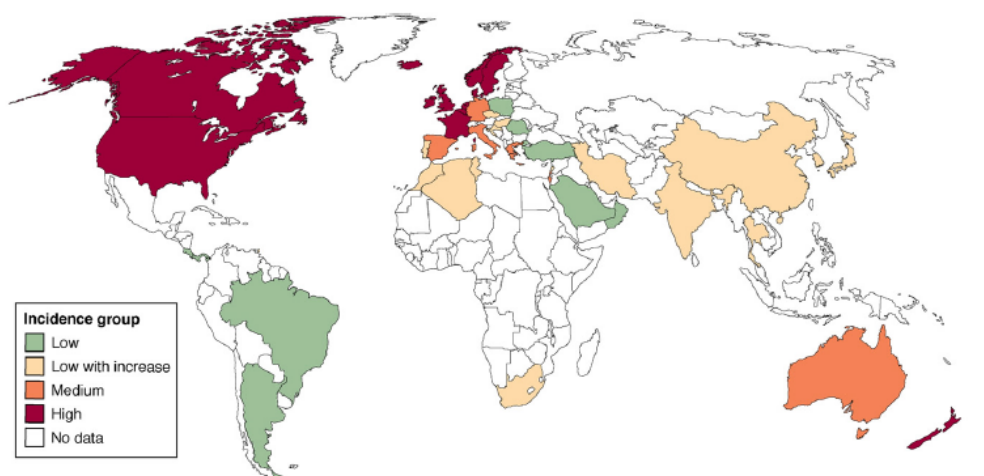 Incidence group
Low
Low with increase
Medium
High
No data